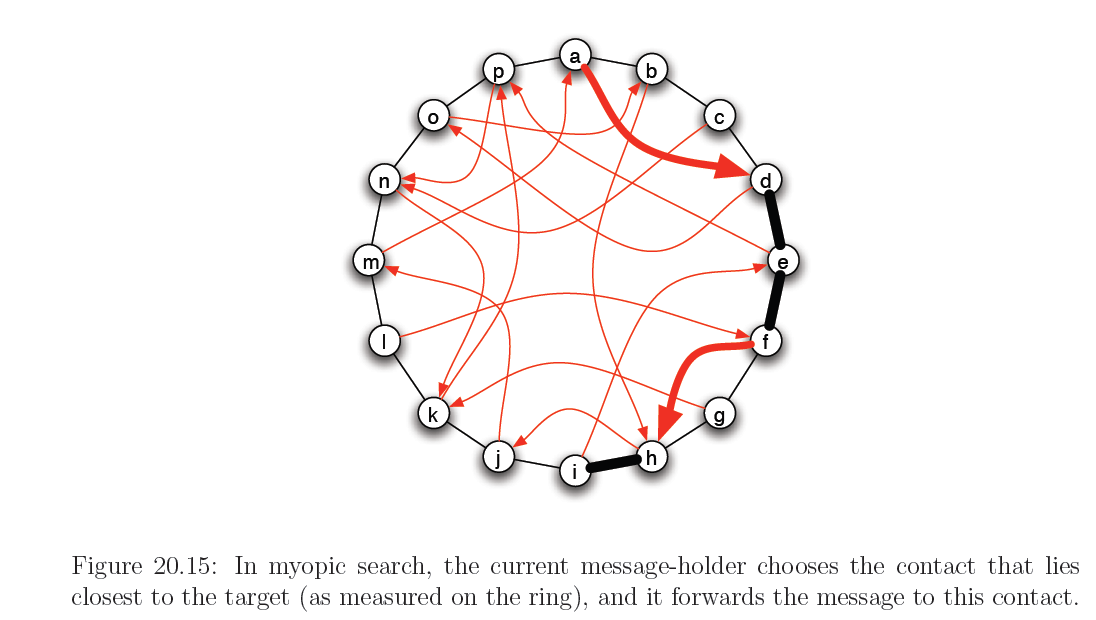 a
b
c
d
e
f
g
h
i
j
k
l
m
n
o
p
Figure 20.15: In myopic search, the current message-holder chooses the contact that lies
closest to the target (as measured on the ring), and it forwards the message to this contact.